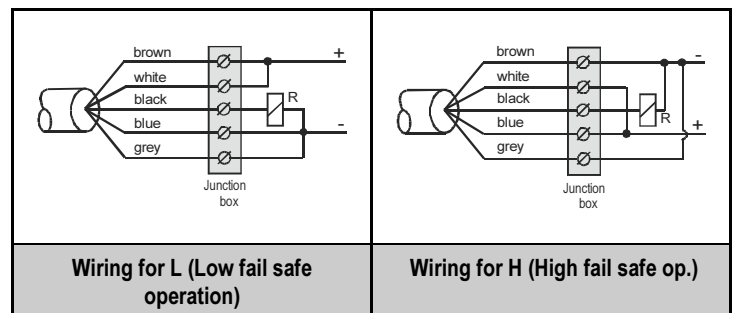 brown
+
white
black
R
blue
-
grey
Junction
box
Wiring for L (Low fail safe
operation)
brown
-
white
black
R
blue
+
grey
Junction
box
Wiring for H (High fail safe op.)